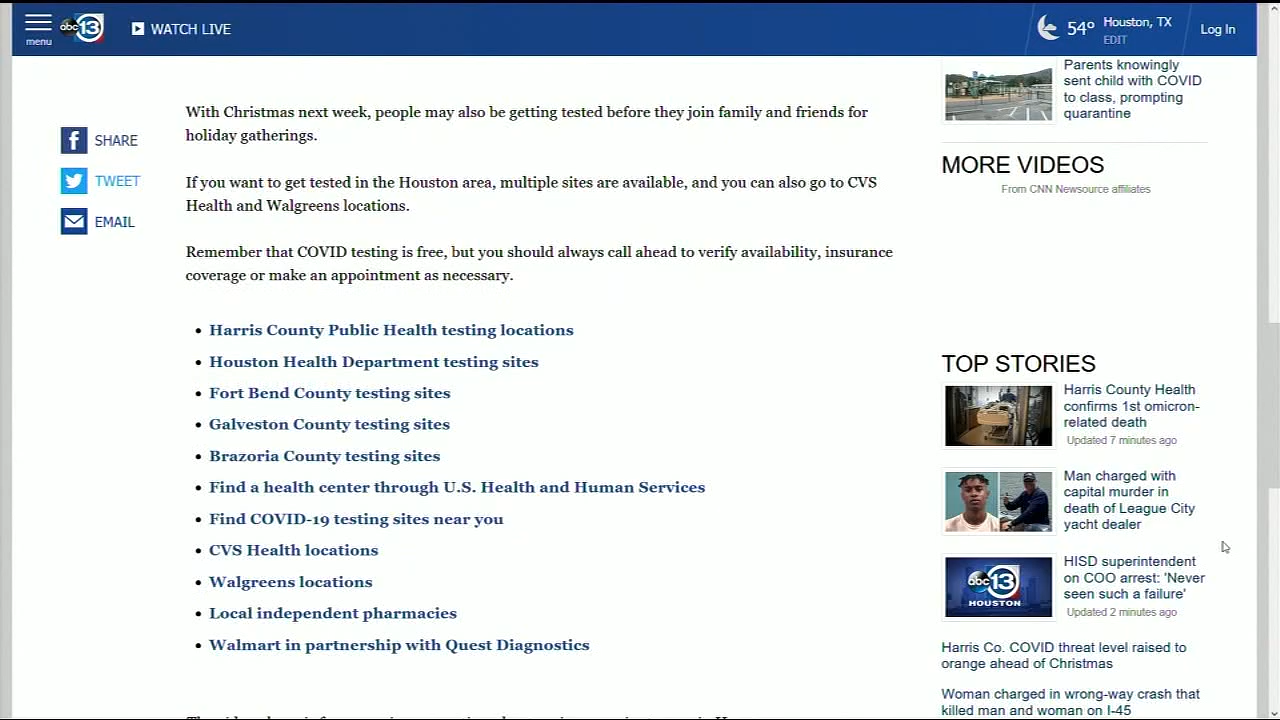 menu
abc 13
WATCH LIVE
54°
Houston, TX
EDIT
Log In
SHARE
TWEET
EMAIL
With Christmas next week, people may also be getting tested before they join family and friends for
holiday gatherings.
If you want to get tested in the Houston area, multiple sites are available, and you can also go to CVS
Health and Walgreens locations.
Remember that COVID testing is free, but you should always call ahead to verify availability, insurance
coverage or make an appointment as necessary.
• Harris County Public Health testing locations
• Houston Health Department testing sites
• Fort Bend County testing sites
• Galveston County testing sites
• Brazoria County testing sites
• Find a health center through U.S. Health and Human Services
• Find COVID-19 testing sites near you
• CVS Health locations
• Walgreens locations
• Local independent pharmacies
• Walmart in partnership with Quest Diagnostics
Parents knowingly
sent child with COVID
to class, prompting
quarantine
MORE VIDEOS
From CNN Newsource affiliates
TOP STORIES
Harris County Health
confirms 1st omicron-
related death
Updated 7 minutes ago
Man charged with
capital murder in
death of League City
yacht dealer
abc 13
HOUSTON
HISD superintendent
on COO arrest: 'Never
seen such a failure'
Updated 2 minutes ago
Harris Co. COVID threat level raised to
orange ahead of Christmas
Woman charged in wrong-way crash that
killed man and woman on I-45